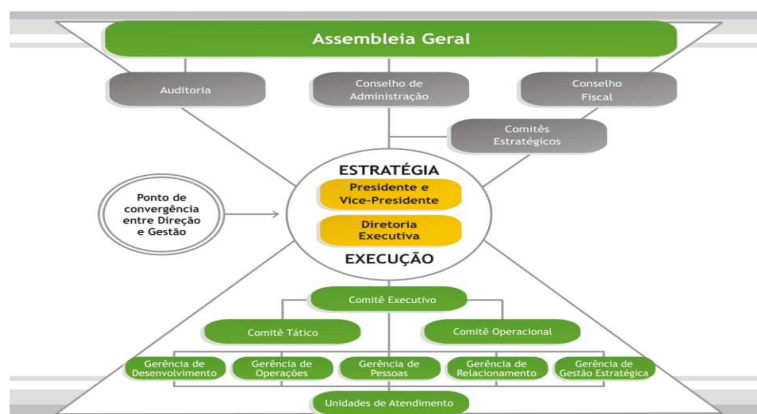 Assembleia Geral
Auditoria
Conselho de
Administração
Conselho
Fiscal
Comitês
Estratégicos
ESTRATÉGIA
Presidente e
Vice-Presidente
Diretoria
Executiva
EXECUÇÃO
Ponto de
convergência
entre Direção
e Gestão
Comitê Executivo
Comitê Tático
Comitê Operacional
Gerência de
Desenvolvimento
Gerência de
Operações
Gerência de
Pessoas
Gerência de
Relacionamento
Gerência de
Gestão Estratégica
Unidades de Atendimento